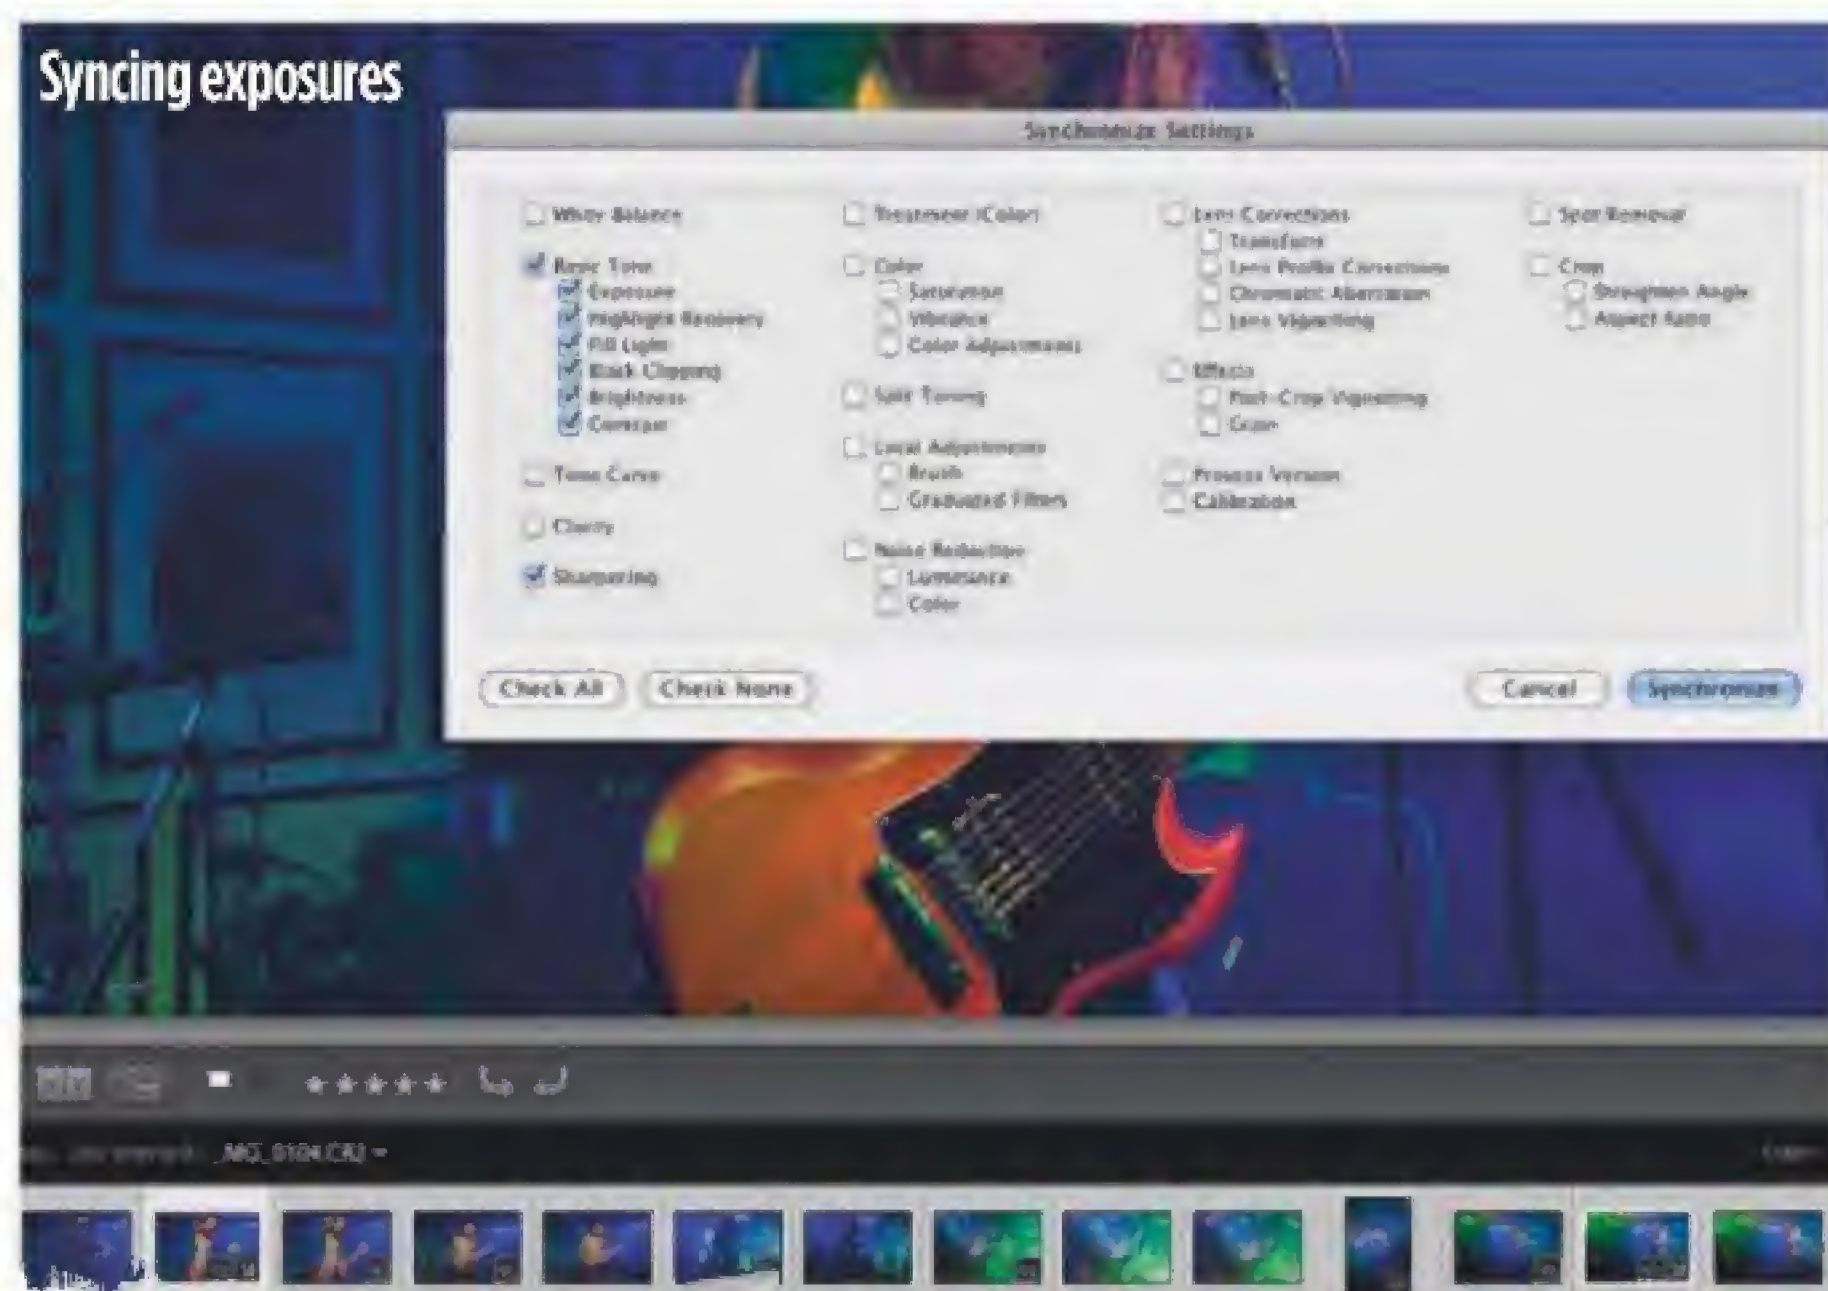 Syncing exposures
Synchronize Settings
White Balance
Basic Tone
Exposure
Highlight Recovery
Fill Light
Black Clipping
Brightness
Contrast
Tone Curve
Clarity
Sharpening
Treatment (Color)
Color
Saturation
Vibrance
Color Adjustments
Split Toning
Local Adjustments
Brush
Graduated Filters
Noise Reduction
Luminance
Color
Lens Corrections
Transform
Lens Profile Corrections
Chromatic Aberration
Lens Vignetting
Effects
Post-Crop Vignetting
Grain
Process Version
Calibration
Spot Removal
Crop
Straighten Angle
Aspect Ratio
Check All
Check None
Cancel
Synchronize